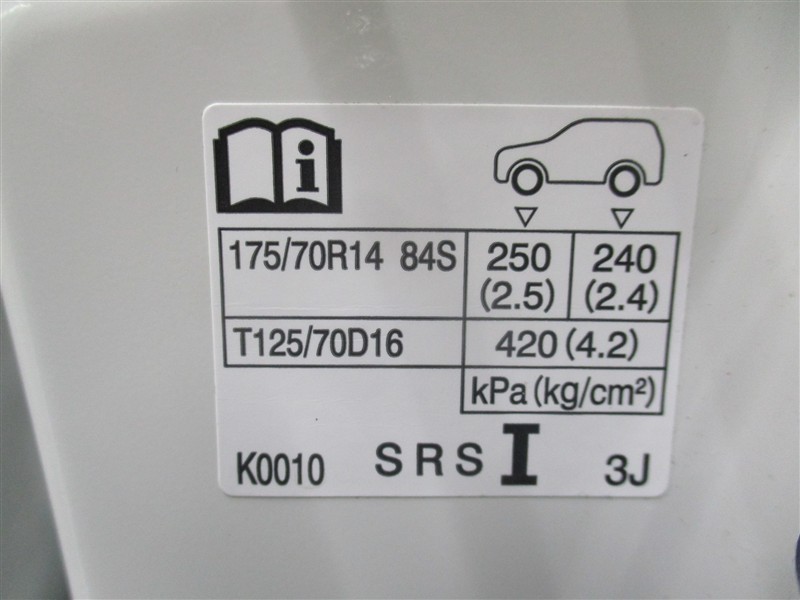 i
175/70R14 84S 250 (2.5) 240 (2.4)
T125/70D16 420 (4.2)
kPa (kg/cm²)
K0010 SRS I 3J